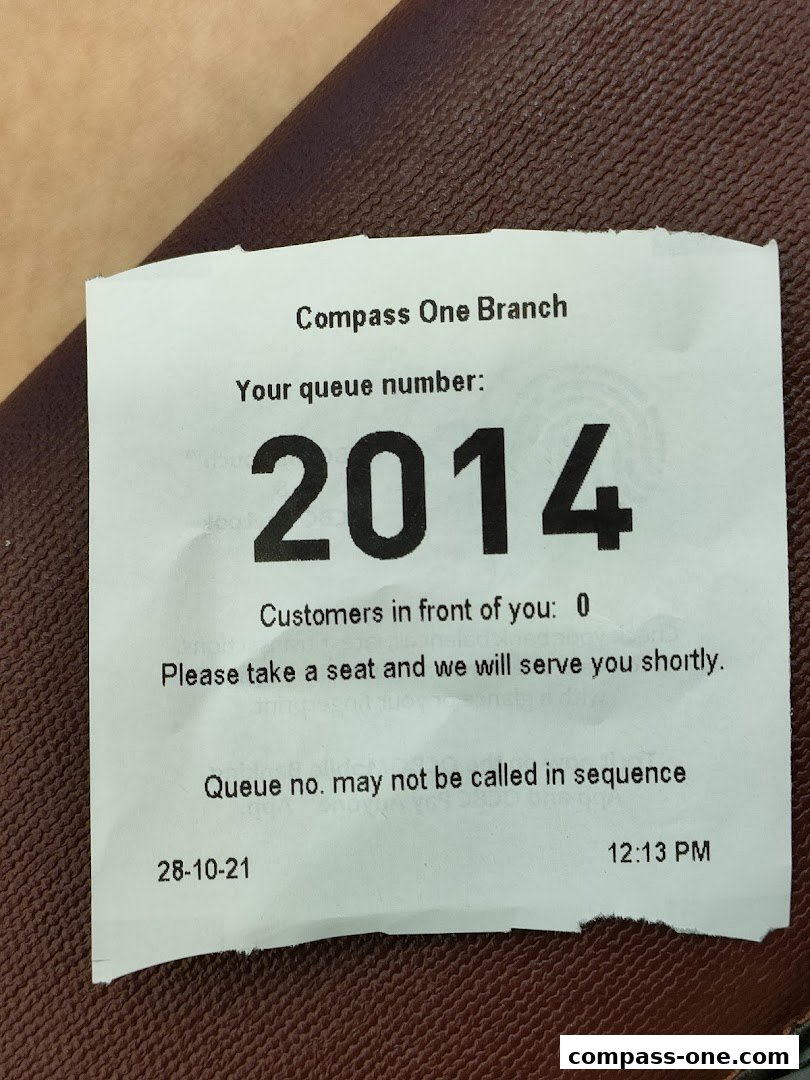 Compass One Branch
Your queue number:
2014
Customers in front of you: 0
Please take a seat and we will serve you shortly.
Queue no. may not be called in sequence
28-10-21 12:13 PM
compass-one.com